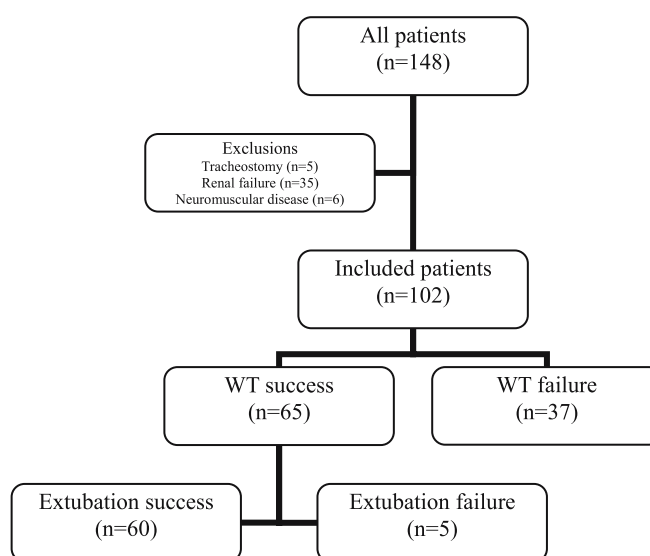 All patients
(n=148)
Exclusions
Tracheostomy (n=5)
Renal failure (n=35)
Neuromuscular disease (n=6)
Included patients
(n=102)
WT success
(n=65)
WT failure
(n=37)
Extubation success
(n=60)
Extubation failure
(n=5)